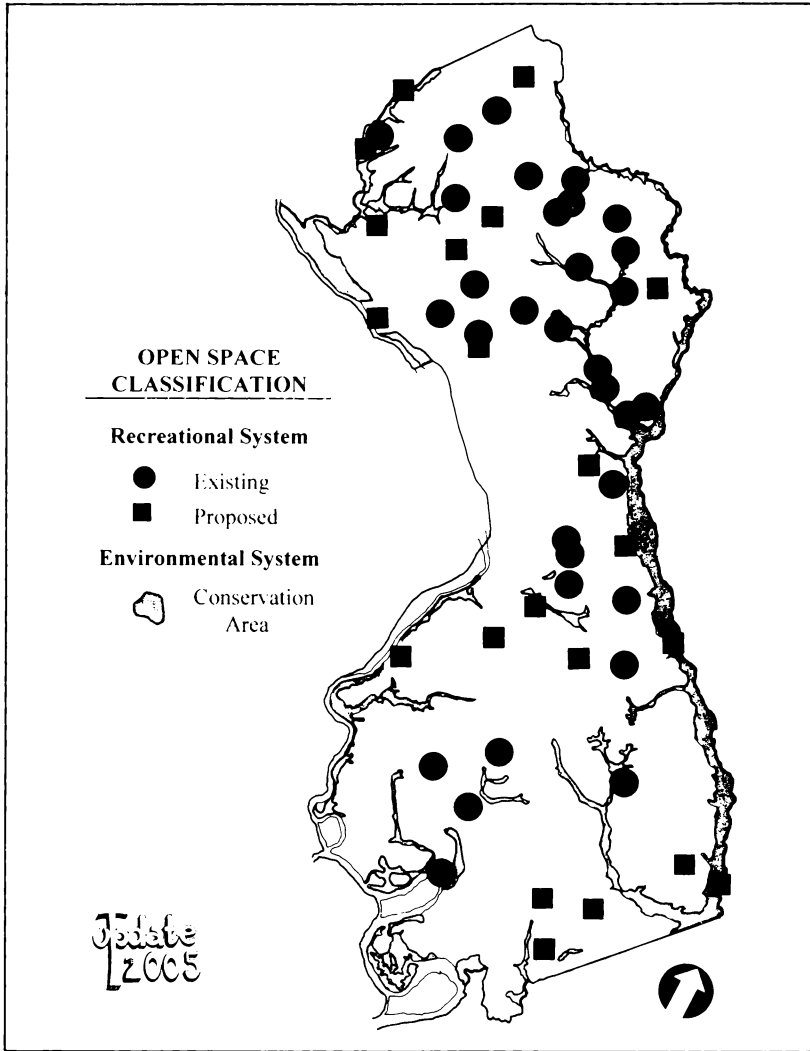 OPEN SPACE
CLASSIFICATION
Recreational System
Existing
Proposed
Environmental System
Conservation
Area
Update
2005